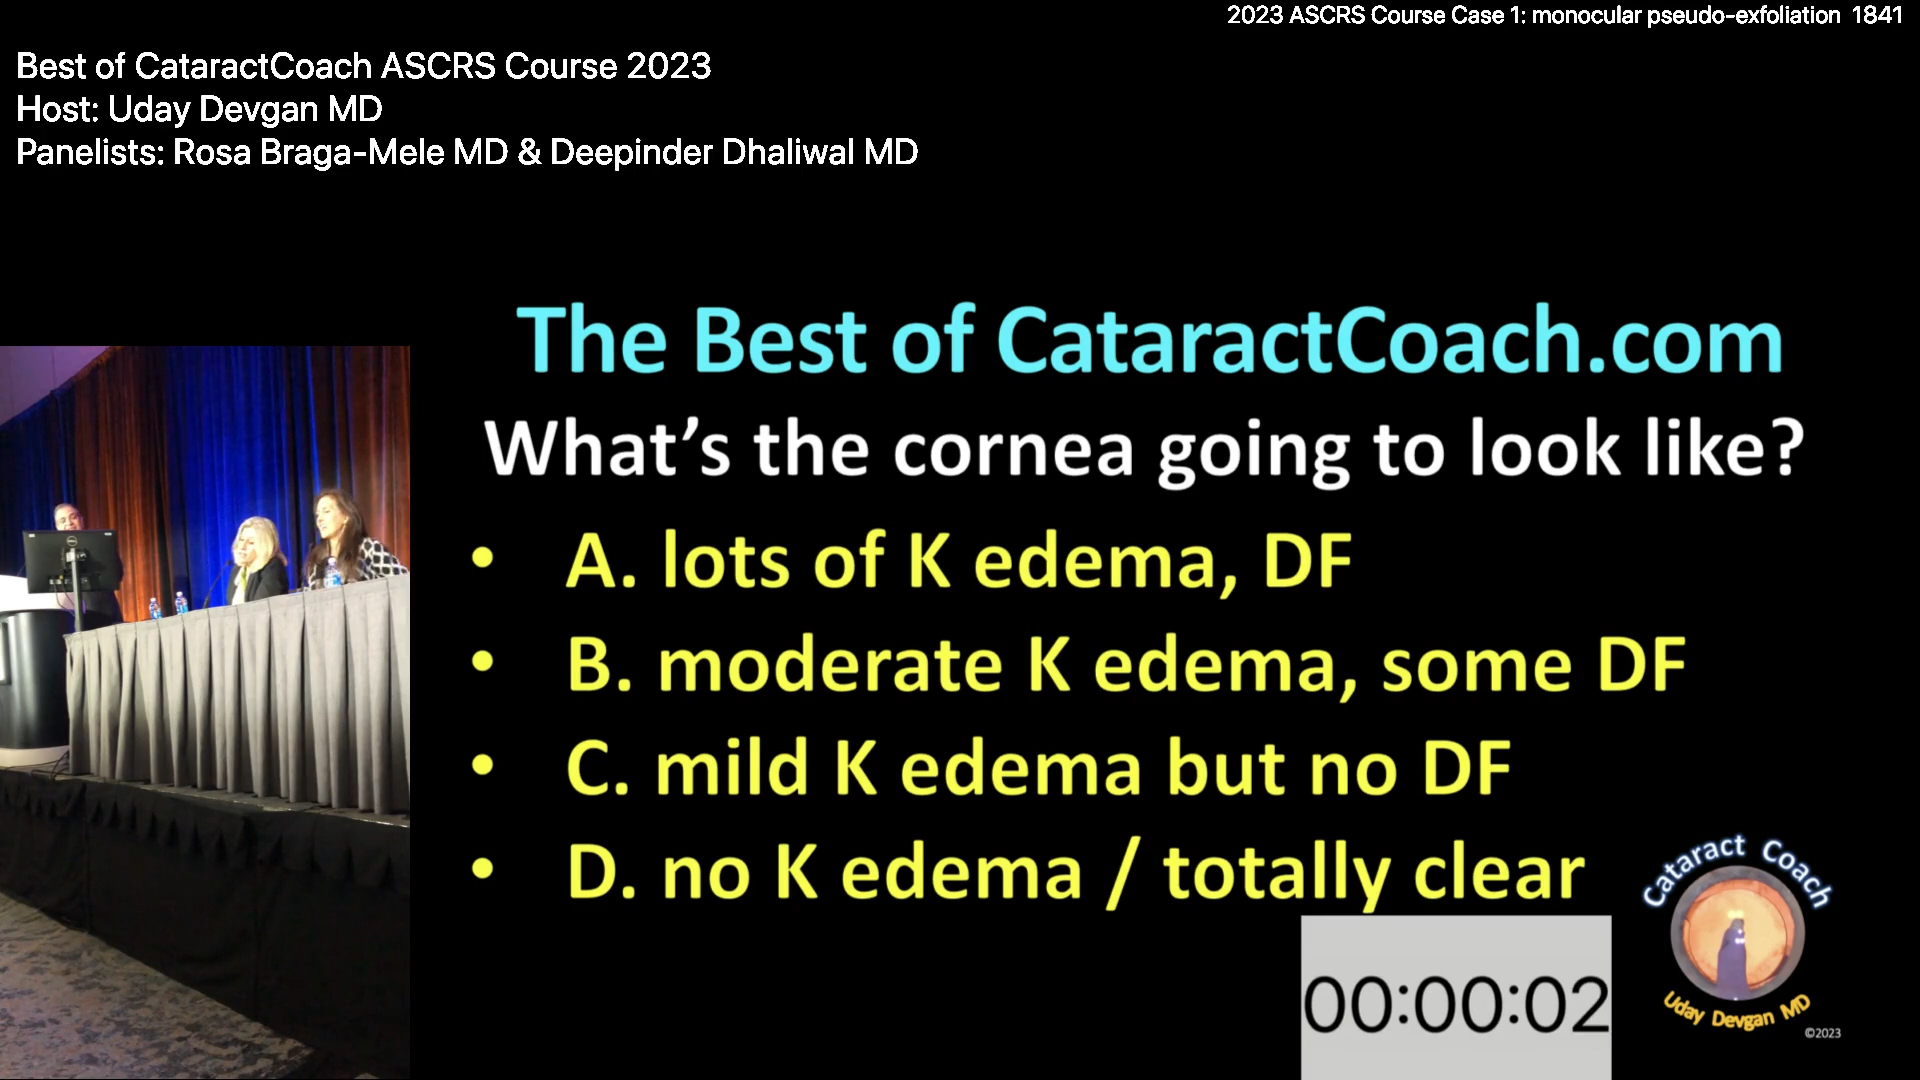 2023 ASCRS Course Case 1: monocular pseudo-exfoliation 1841
Best of CataractCoach ASCRS Course 2023
Host: Uday Devgan MD
Panelists: Rosa Braga-Mele MD & Deepinder Dhaliwal MD
The Best of CataractCoach.com
What's the cornea going to look like?
• A. lots of K edema, DF
• B. moderate K edema, some DF
• C. mild K edema but no DF
• D. no K edema / totally clear
00:00:02
Cataract Coach
Uday Devgan MD
©2023